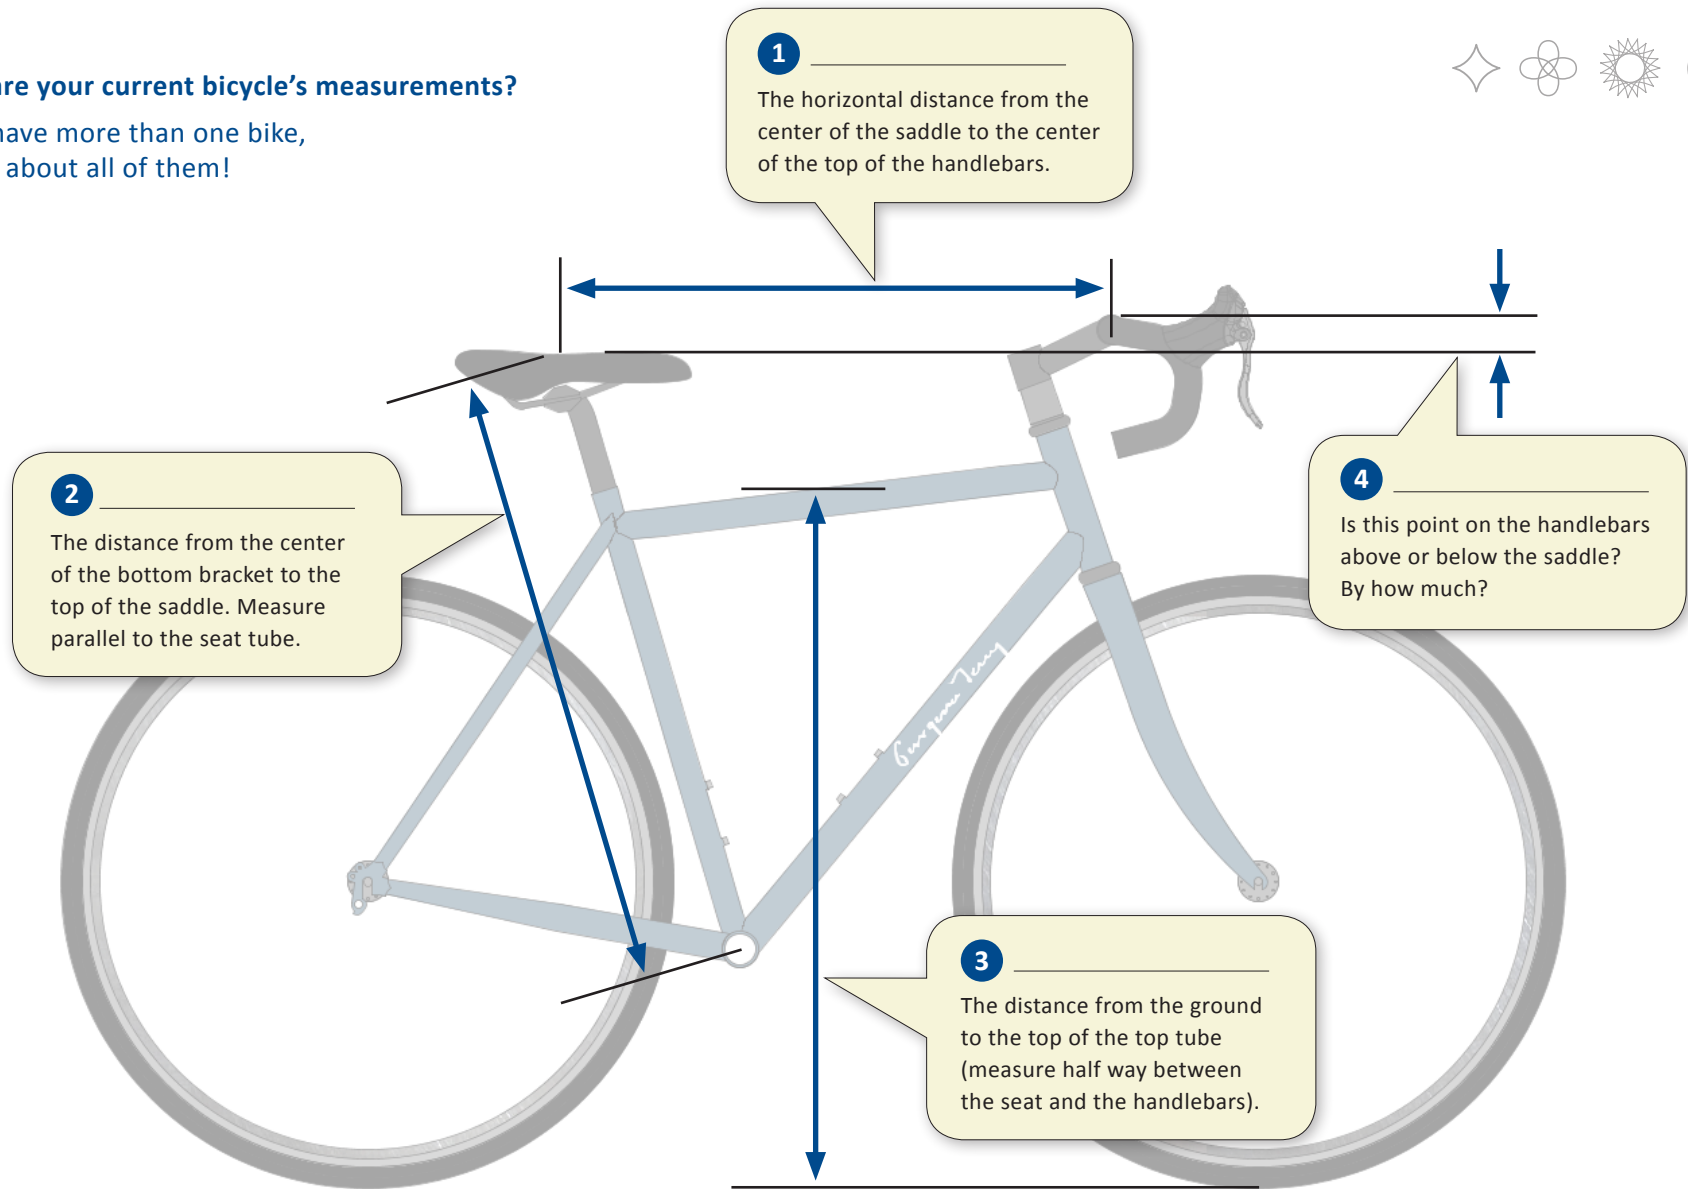 are your current bicycle's measurements?
have more than one bike,
about all of them!
1
The horizontal distance from the
center of the saddle to the center
of the top of the handlebars.
2
The distance from the center
of the bottom bracket to the
top of the saddle. Measure
parallel to the seat tube.
4
Is this point on the handlebars
above or below the saddle?
By how much?
3
The distance from the ground
to the top of the top tube
(measure half way between
the seat and the handlebars).